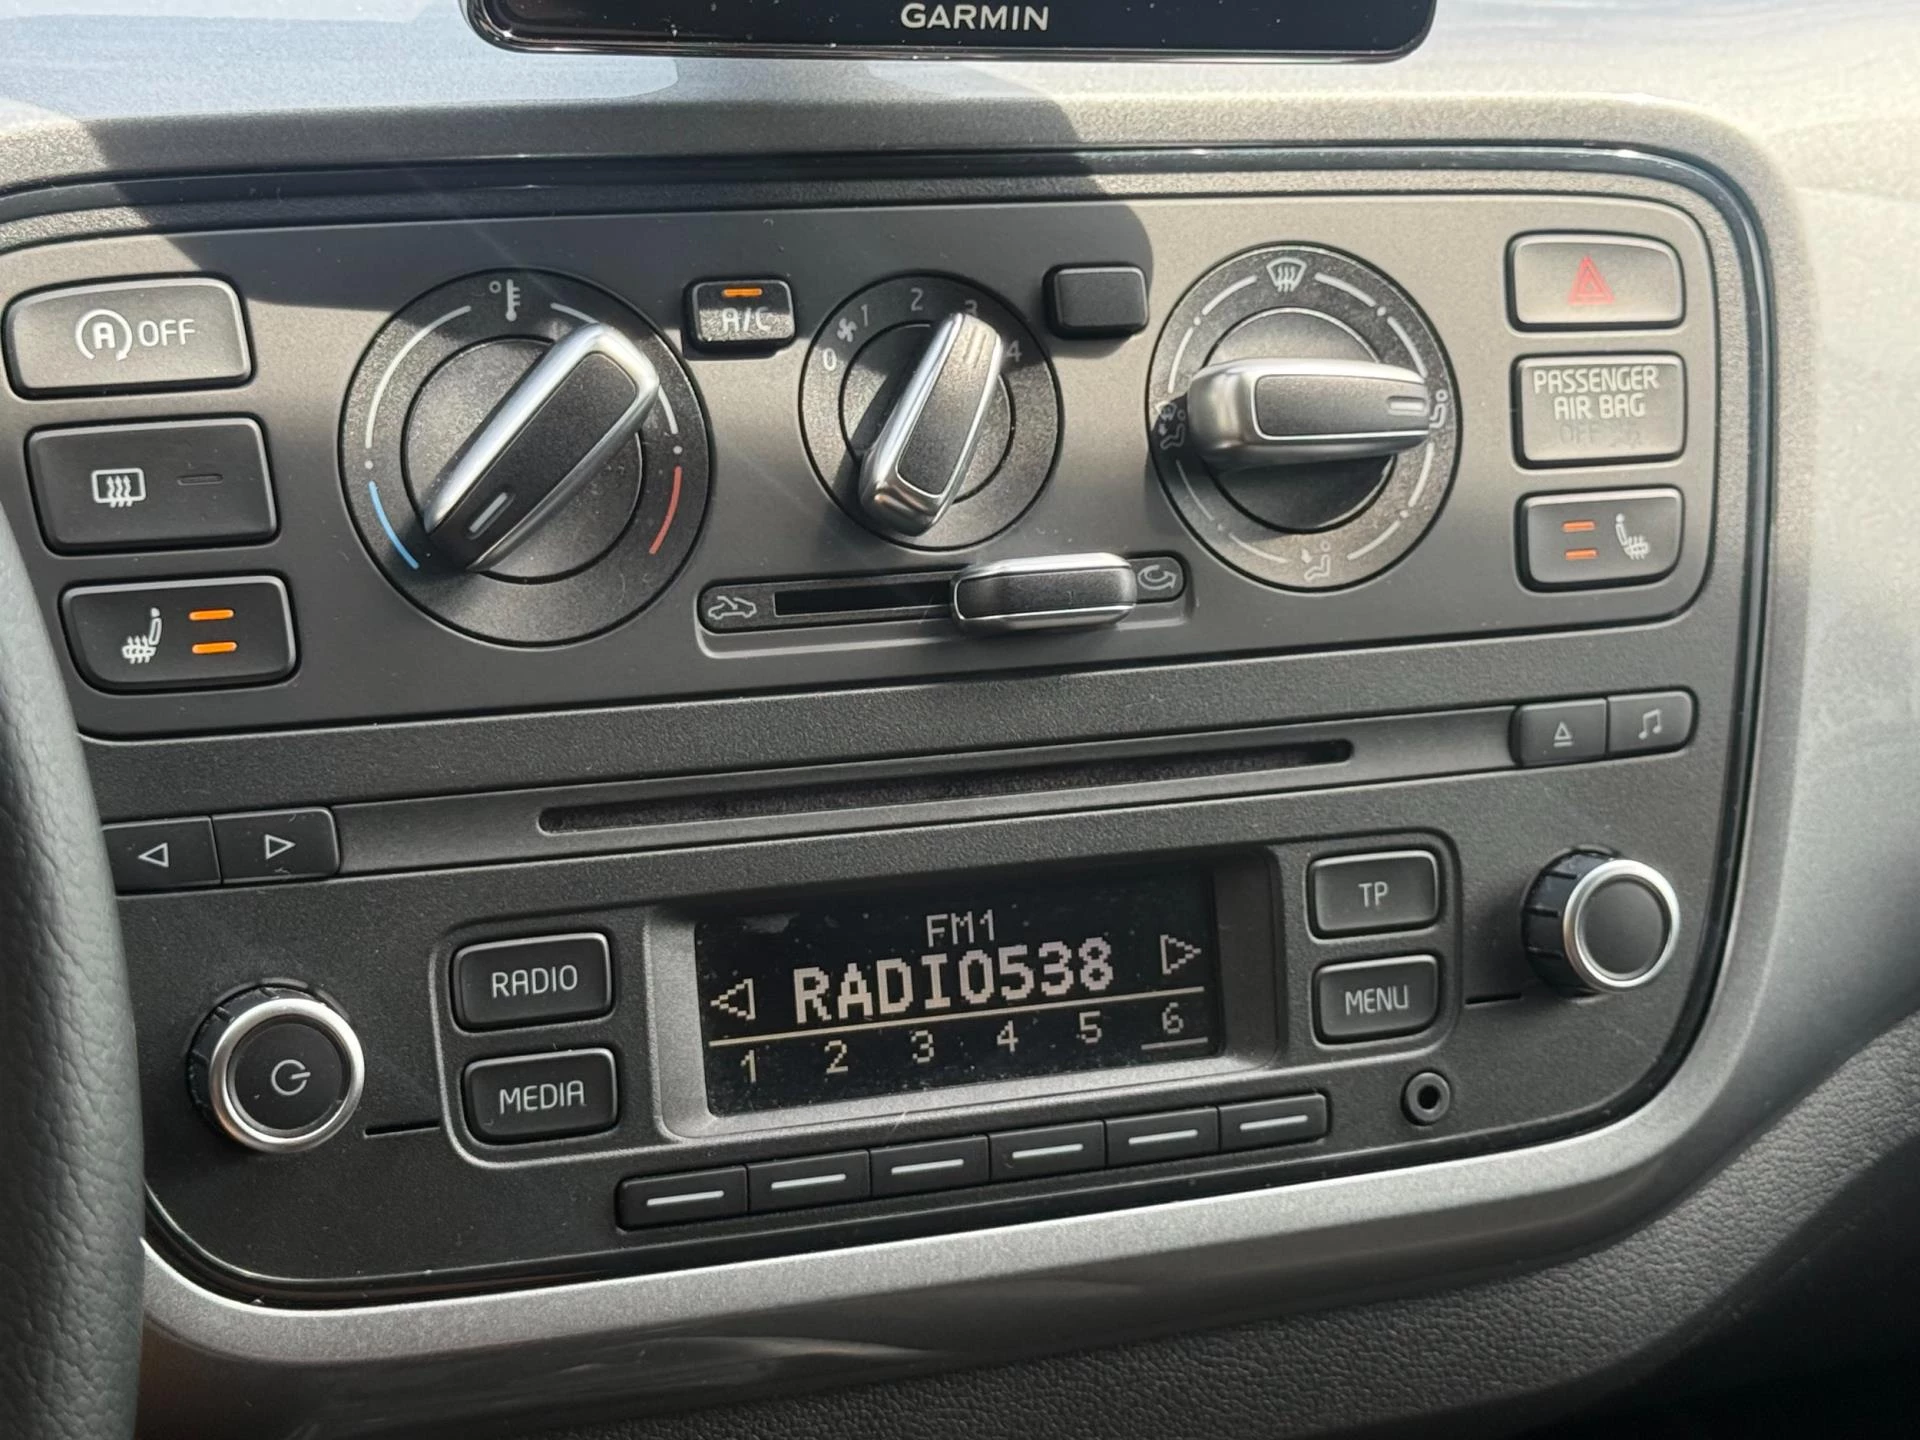 GARMIN
A OFF
A/C
0 1 2 3 4
PASSENGER
AIR BAG
OFF
RADIO
MEDIA
FM1
RADIO538
1 2 3 4 5 6
TP
MENU